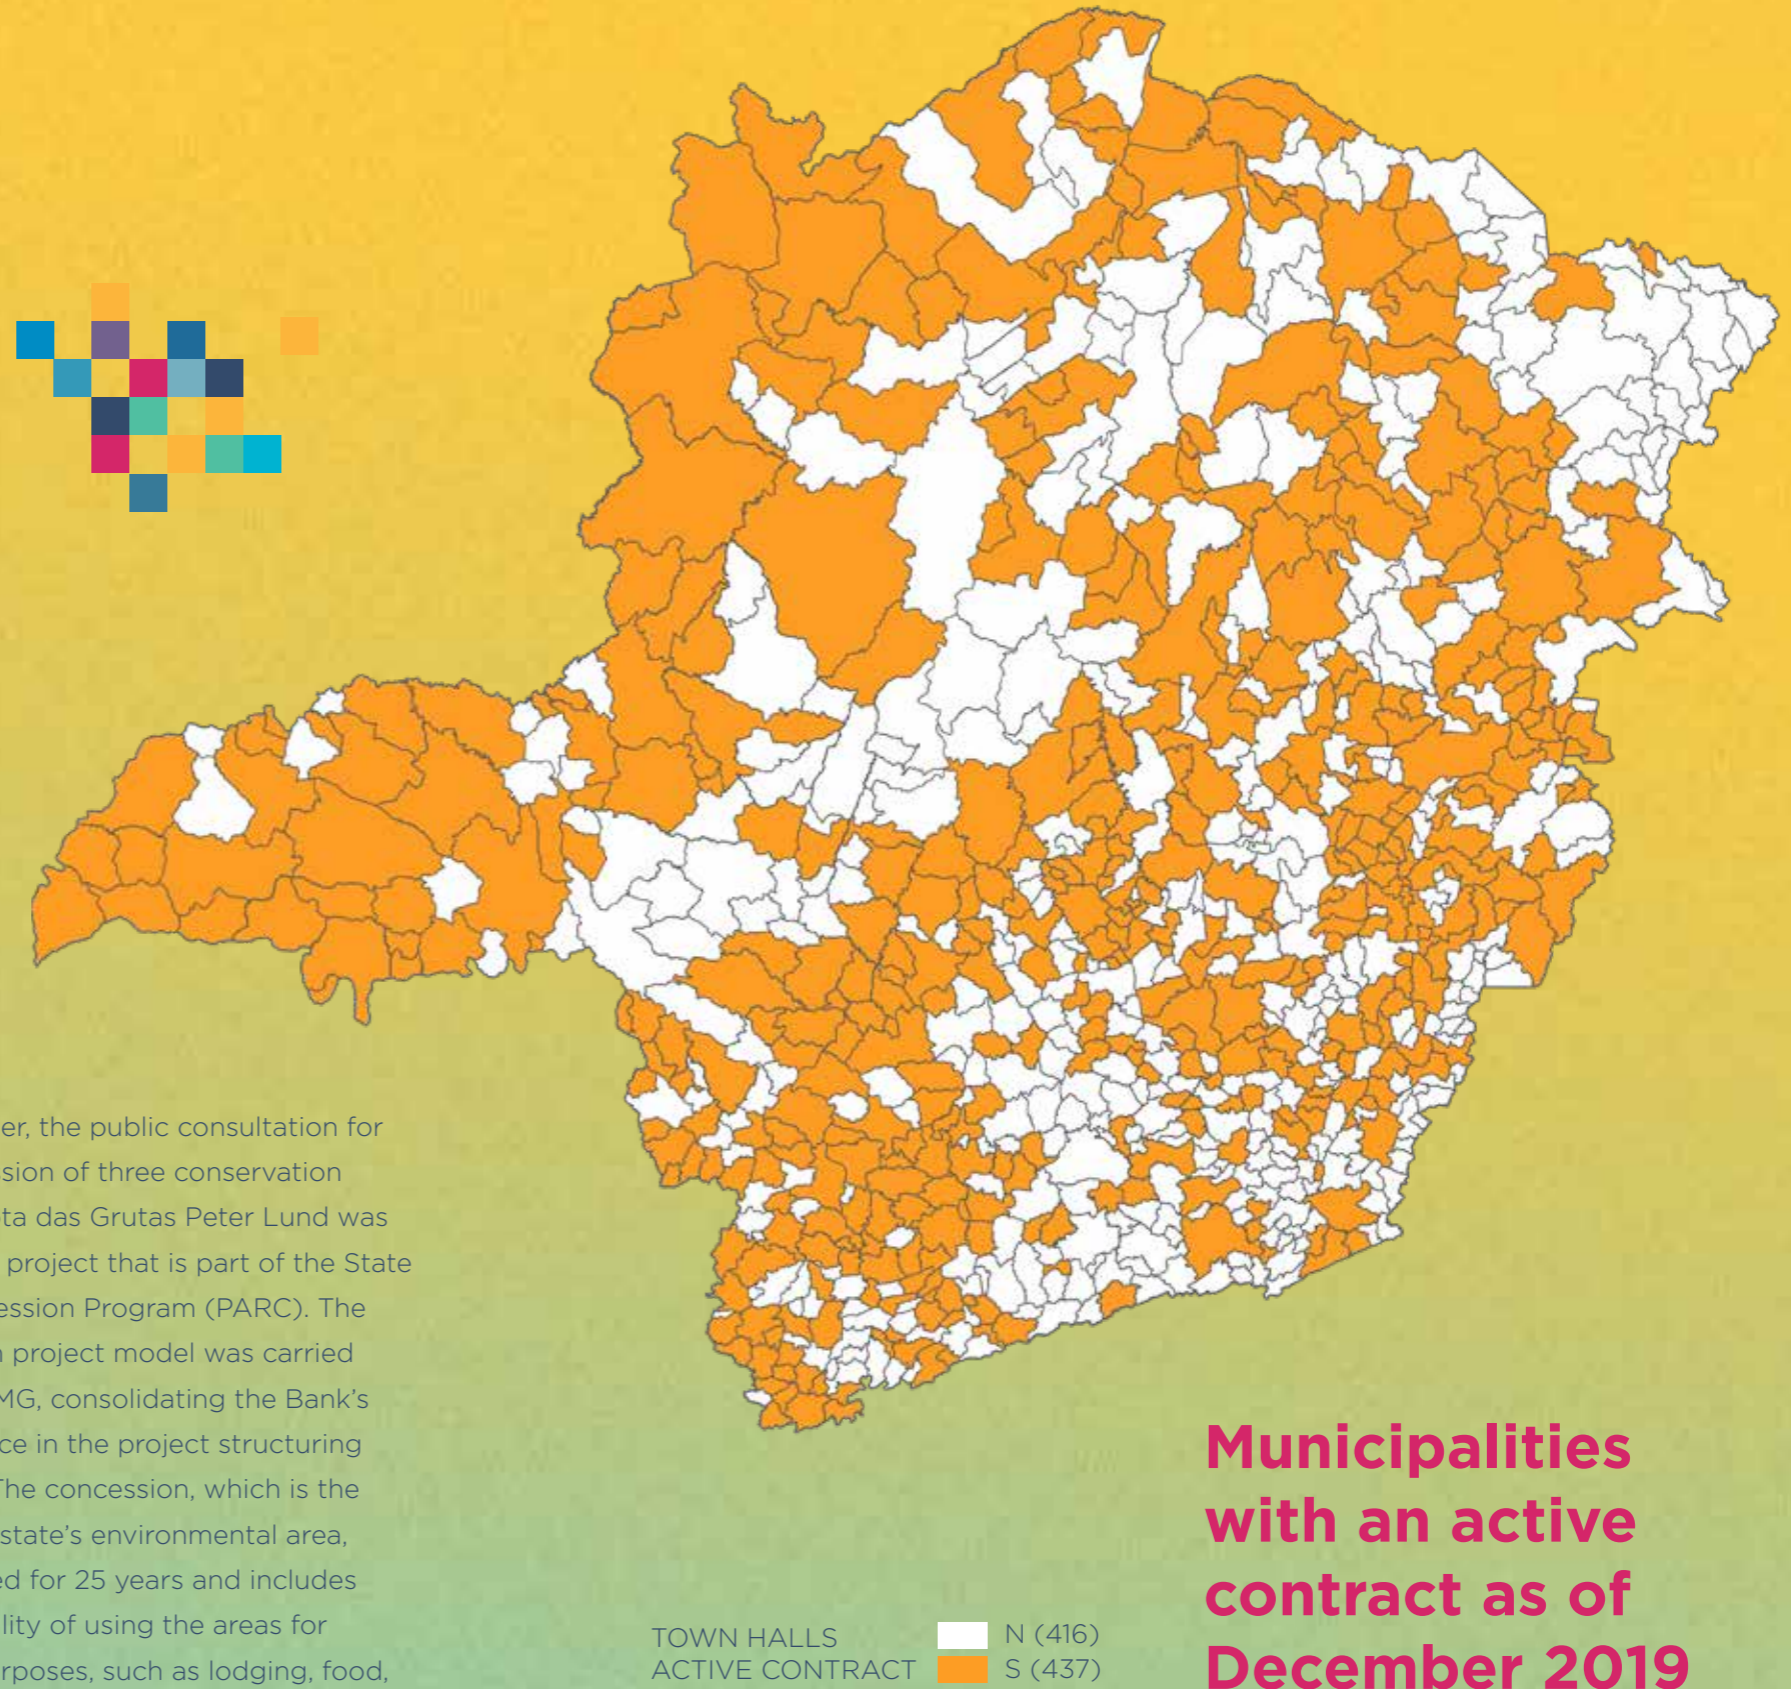 er, the public consultation for
sion of three conservation
ta das Grutas Peter Lund was
project that is part of the State
ession Program (PARC). The
project model was carried
MG, consolidating the Bank's
ce in the project structuring
The concession, which is the
state's environmental area,
ed for 25 years and includes
lity of using the areas for
rposes, such as lodging, food,
TOWN HALLS
ACTIVE CONTRACT
N (416)
S (437)
Municipalities
with an active
contract as of
December 2019